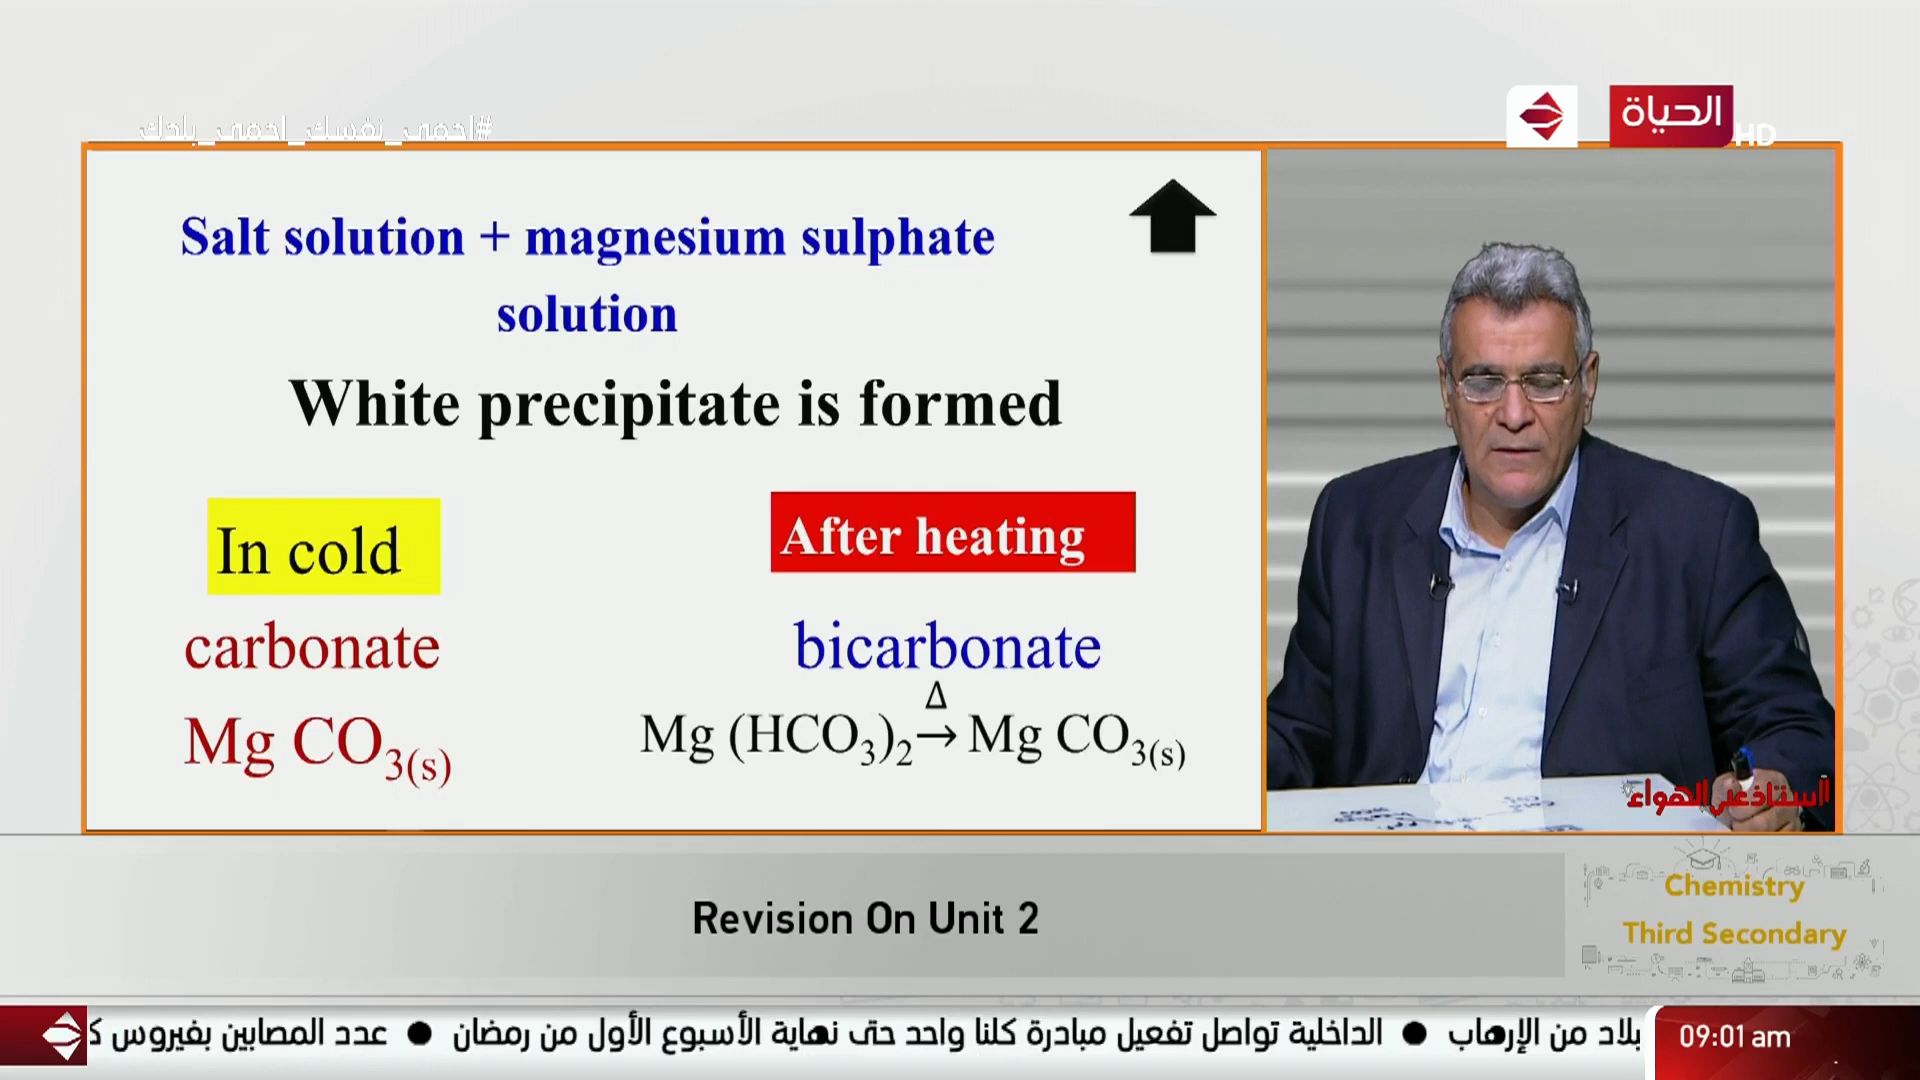 #احمي_نفسك_إحمي_بلدك
الحياة
HD
Salt solution + magnesium sulphate
solution
White precipitate is formed
In cold
After heating
carbonate
bicarbonate
Mg CO3(s)
Δ
Mg (HCO3)2→ Mg CO3(s)
أستاذ على الهواء
Revision On Unit 2
Chemistry
Third Secondary
بلاد من الإرهاب ● الداخلية تواصل تفعيل مبادرة كلنا واحد حتى نهاية الأسبوع الأول من رمضان ● عدد المصابين بفيروس ك
09:01 am